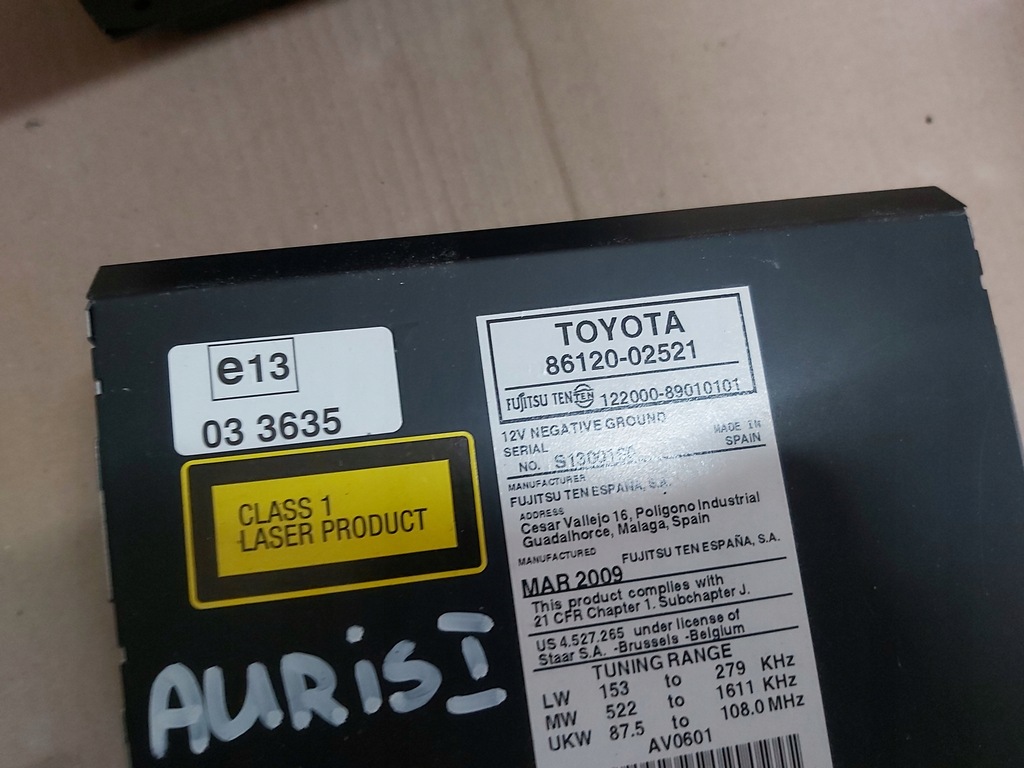 e13
03 3635
CLASS 1
LASER PRODUCT
AURiS I
TOYOTA
86120-02521
FUJITSU TEN TEN 122000-89010101
12V NEGATIVE GROUND
SERIAL MADE IN
NO. SPAIN
MANUFACTURER
FUJITSU TEN ESPAÑA, S.A.
ADDRESS
Cesar Vallejo 16, Poligono Industrial
Guadalhorce, Malaga, Spain
MANUFACTURED FUJITSU TEN ESPAÑA, S.A.
MAR 2009
This product complies with
21 CFR Chapter 1. Subchapter J.
US 4.527.265 under license of
Staar S.A. -Brussels -Belgium
TUNING RANGE
LW 153 to 279 KHz
MW 522 to 1611 KHz
UKW 87.5 to 108.0 MHz
AV0601